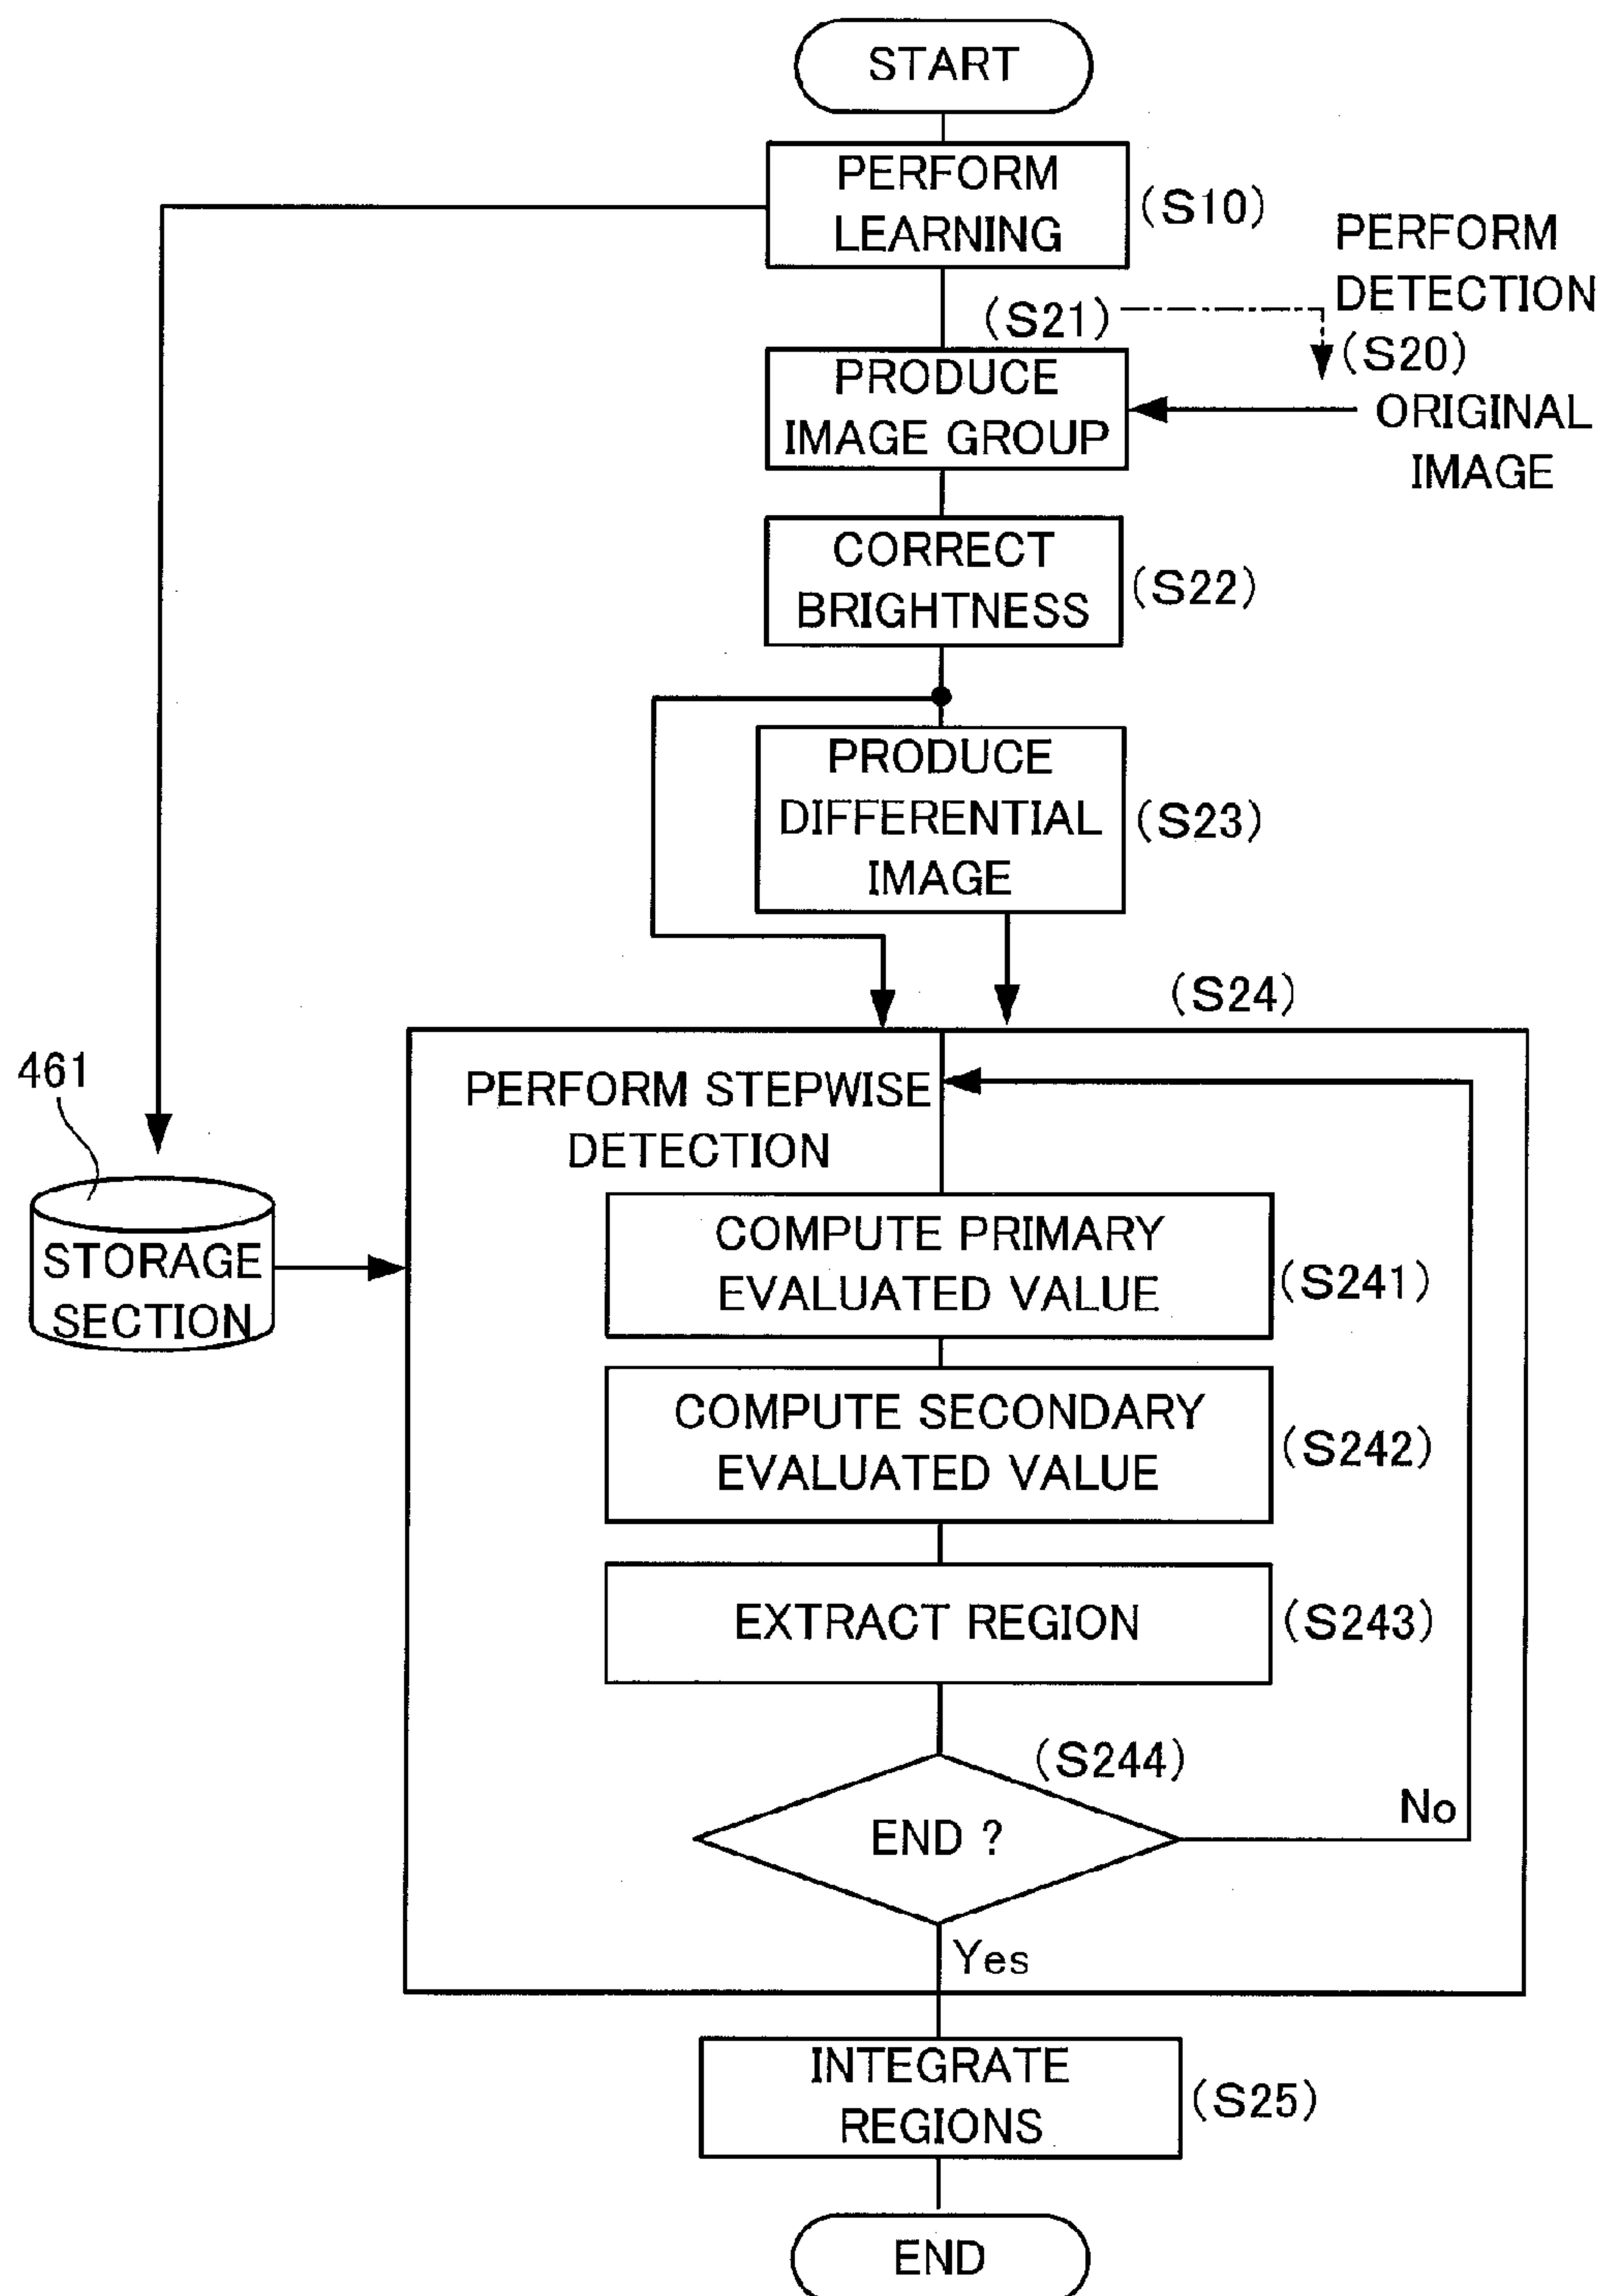 START
PERFORM
LEARNING
(S10)
PERFORM
DETECTION
(S20)
(S21)
PRODUCE
IMAGE GROUP
ORIGINAL
IMAGE
CORRECT
BRIGHTNESS
(S22)
PRODUCE
DIFFERENTIAL
IMAGE
(S23)
(S24)
461
STORAGE
SECTION
PERFORM STEPWISE
DETECTION
COMPUTE PRIMARY
EVALUATED VALUE
(S241)
COMPUTE SECONDARY
EVALUATED VALUE
(S242)
EXTRACT REGION
(S243)
(S244)
END ?
No
Yes
INTEGRATE
REGIONS
(S25)
END